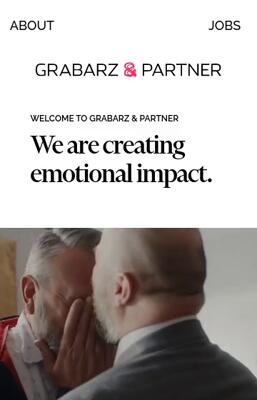 ABOUT JOBS
GRABARZ & PARTNER
WELCOME TO GRABARZ & PARTNER
We are creating
emotional impact.